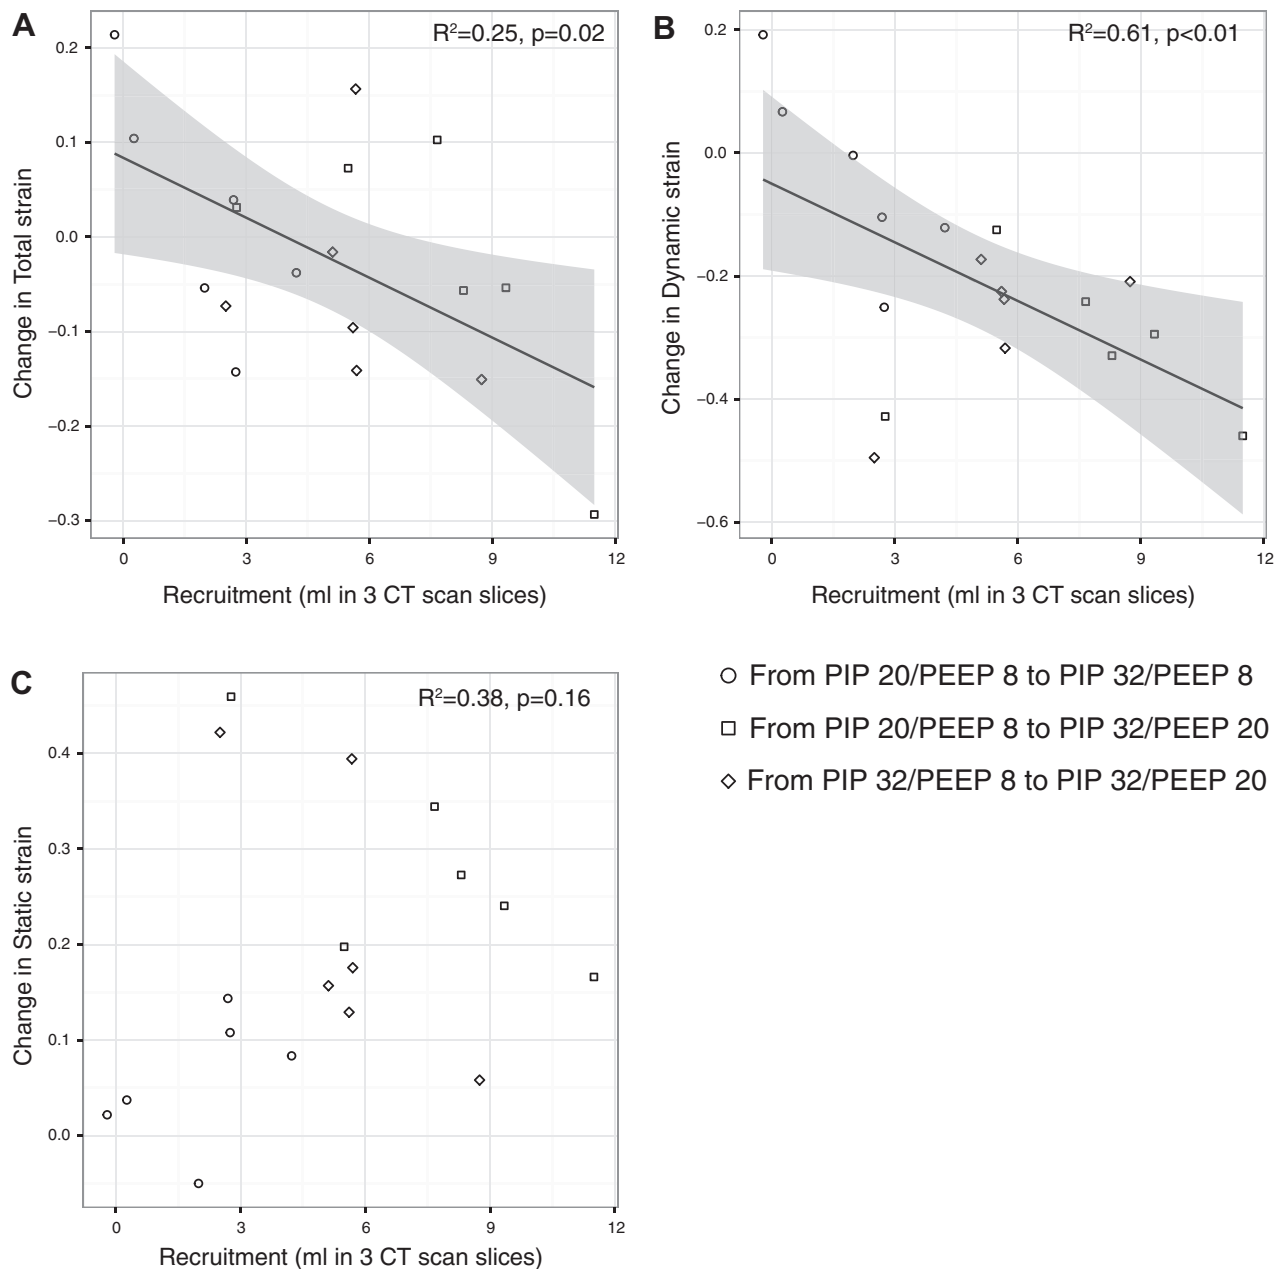 A
R²=0.25, p=0.02
Change in Total strain
0.2
0.1
0.0
−0.1
−0.2
−0.3
0 3 6 9 12
Recruitment (ml in 3 CT scan slices)
B
R²=0.61, p<0.01
Change in Dynamic strain
0.2
0.0
−0.2
−0.4
−0.6
0 3 6 9 12
Recruitment (ml in 3 CT scan slices)
C
R²=0.38, p=0.16
Change in Static strain
0.4
0.3
0.2
0.1
0.0
0 3 6 9 12
Recruitment (ml in 3 CT scan slices)
From PIP 20/PEEP 8 to PIP 32/PEEP 8
From PIP 20/PEEP 8 to PIP 32/PEEP 20
From PIP 32/PEEP 8 to PIP 32/PEEP 20